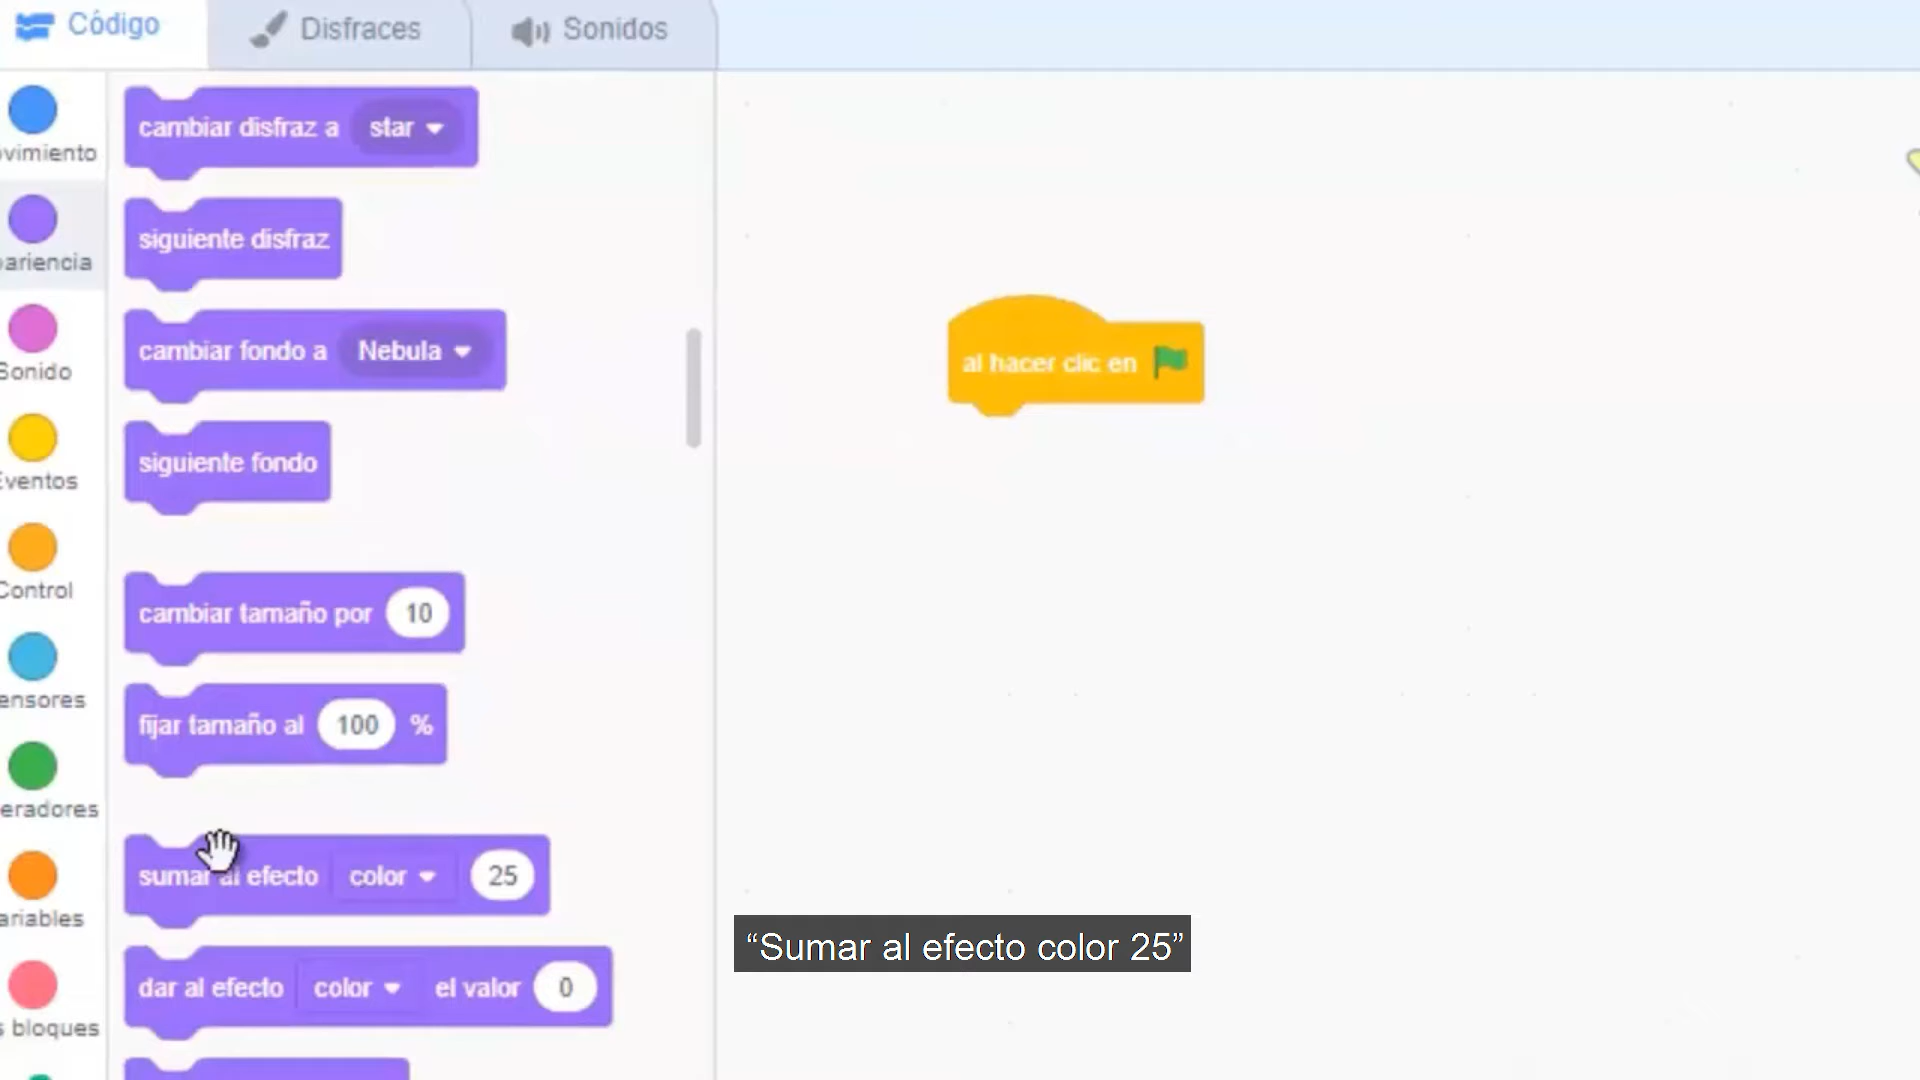 Código
Disfraces
Sonidos
vimiento
ariencia
Sonido
Eventos
Control
ensores
eradores
ariables
s bloques
cambiar disfraz a star
siguiente disfraz
cambiar fondo a Nebula
siguiente fondo
cambiar tamaño por 10
fijar tamaño al 100 %
sumar al efecto color 25
dar al efecto color el valor 0
al hacer clic en
“Sumar al efecto color 25”